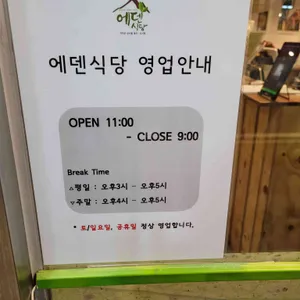 에덴
식당
에덴식당 영업안내
OPEN 11:00
- CLOSE 9:00
Break Time
△평일 : 오후3시 - 오후5시
▽주말 : 오후4시 - 오후5시
* 토/일요일, 공휴일 정상 영업합니다.